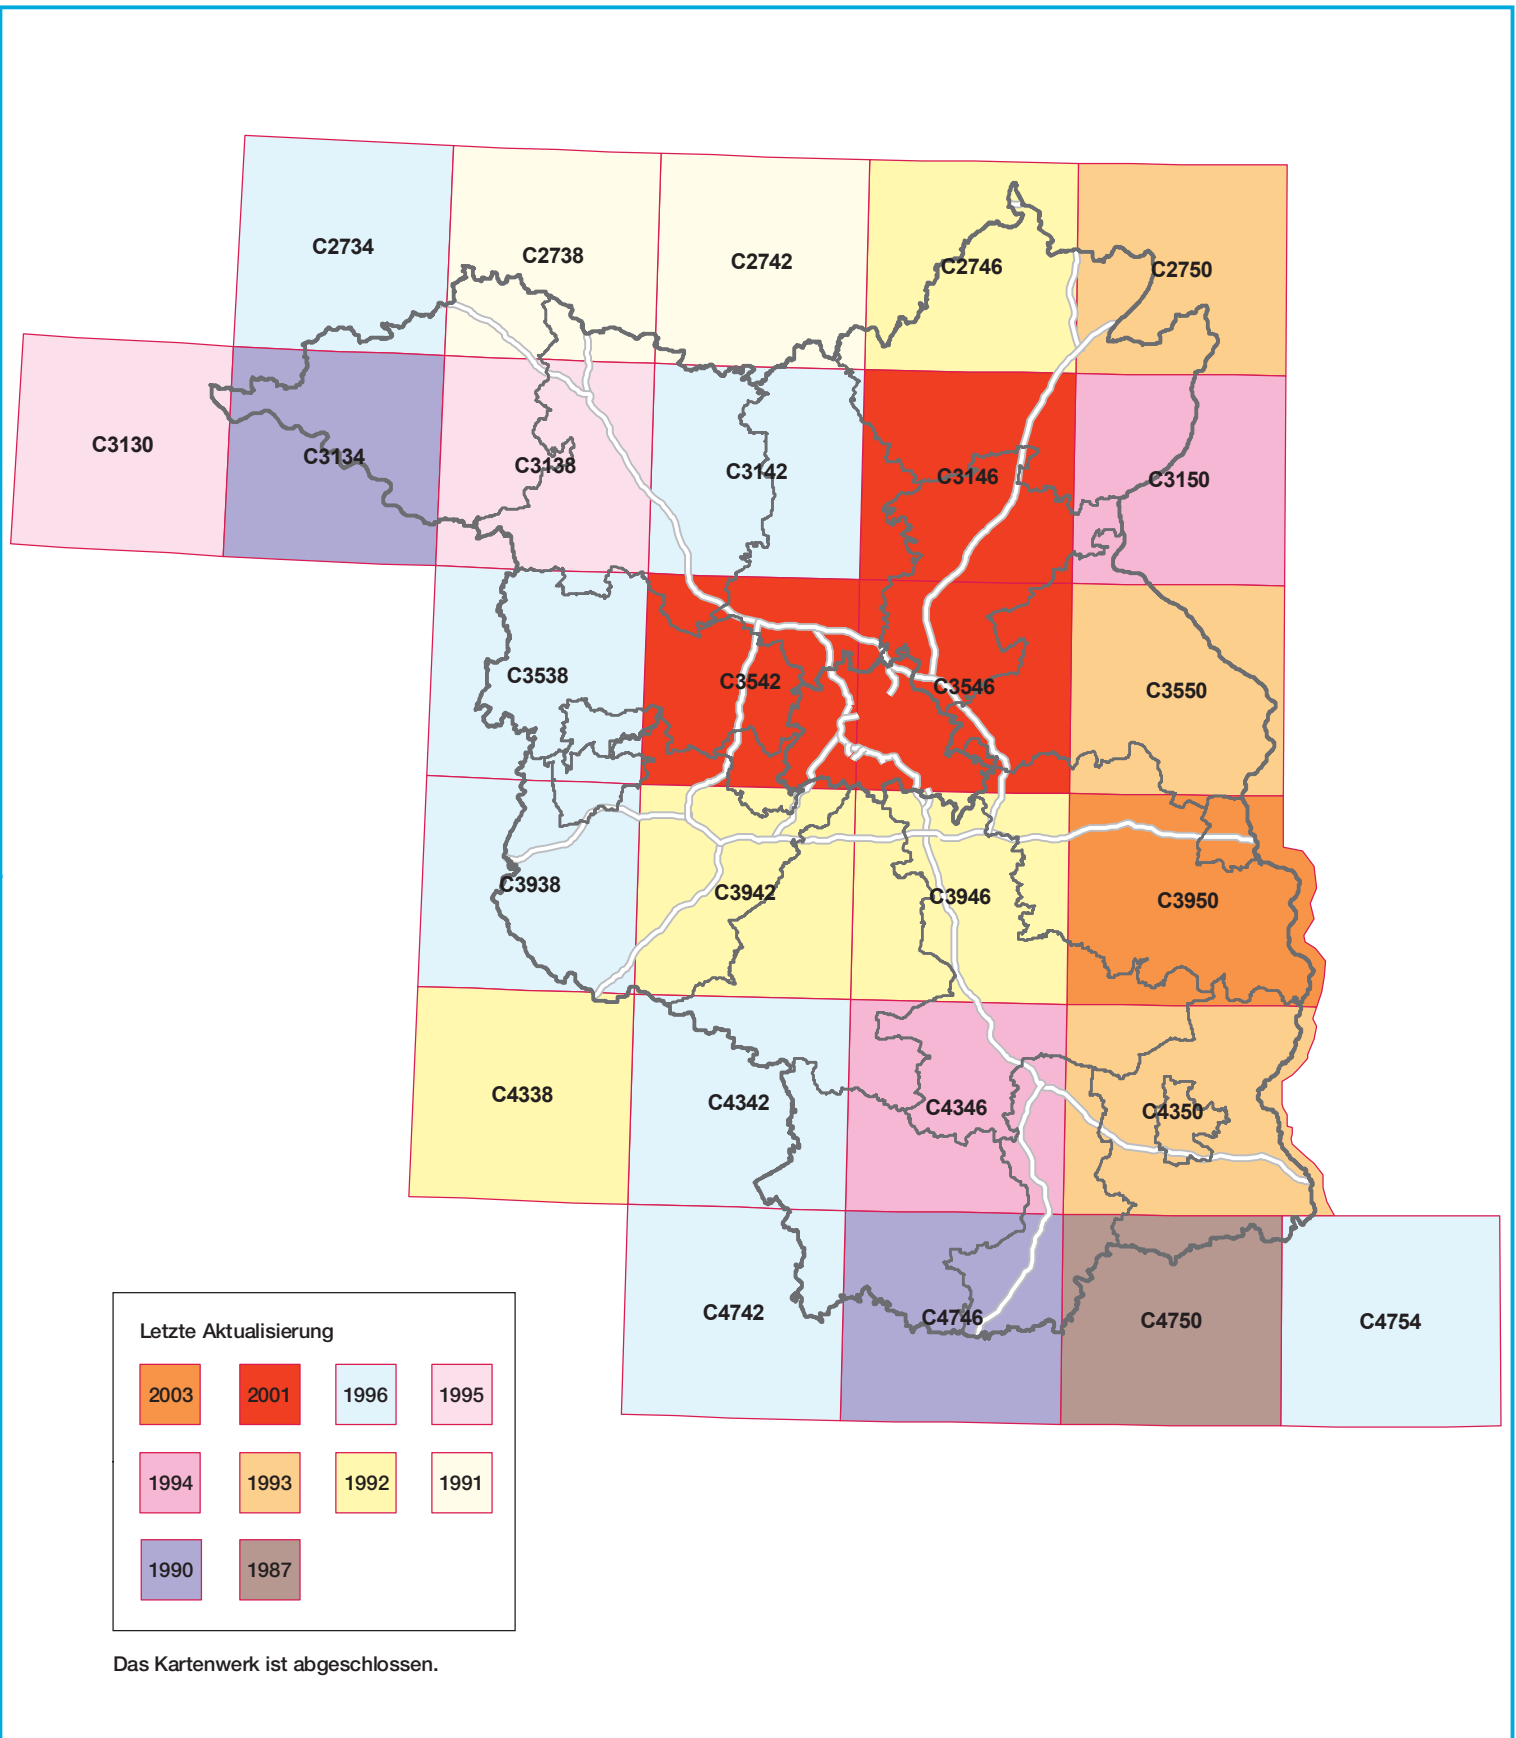 C2734
C2738
C2742
C2746
C2750
C3130
C3134
C3138
C3142
C3146
C3150
C3538
C3542
C3546
C3550
C3938
C3942
C3946
C3950
C4338
C4342
C4346
C4350
C4742
C4746
C4750
C4754
Letzte Aktualisierung
2003 2001 1996 1995
1994 1993 1992 1991
1990 1987
Das Kartenwerk ist abgeschlossen.